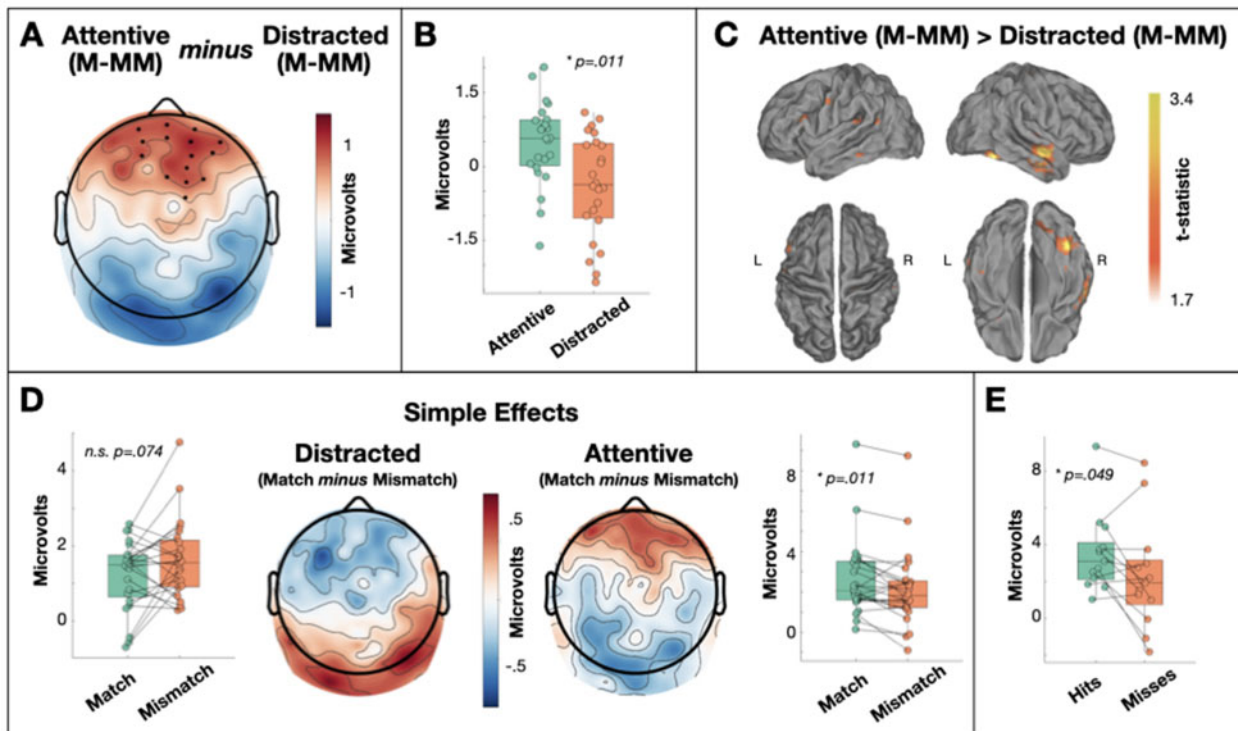 A
Attentive (M-MM) minus Distracted (M-MM)
1
-1
Microvolts
B
* p=.011
1.5
0
-1.5
Microvolts
Attentive
Distracted
C
Attentive (M-MM) > Distracted (M-MM)
L
R
L
R
3.4
1.7
t-statistic
D
Simple Effects
n.s. p=.074
4
2
0
Microvolts
Match
Mismatch
Distracted
(Match minus Mismatch)
.5
-.5
Microvolts
Attentive
(Match minus Mismatch)
* p=.011
8
4
0
Microvolts
Match
Mismatch
E
* p=.049
8
4
0
Microvolts
Hits
Misses